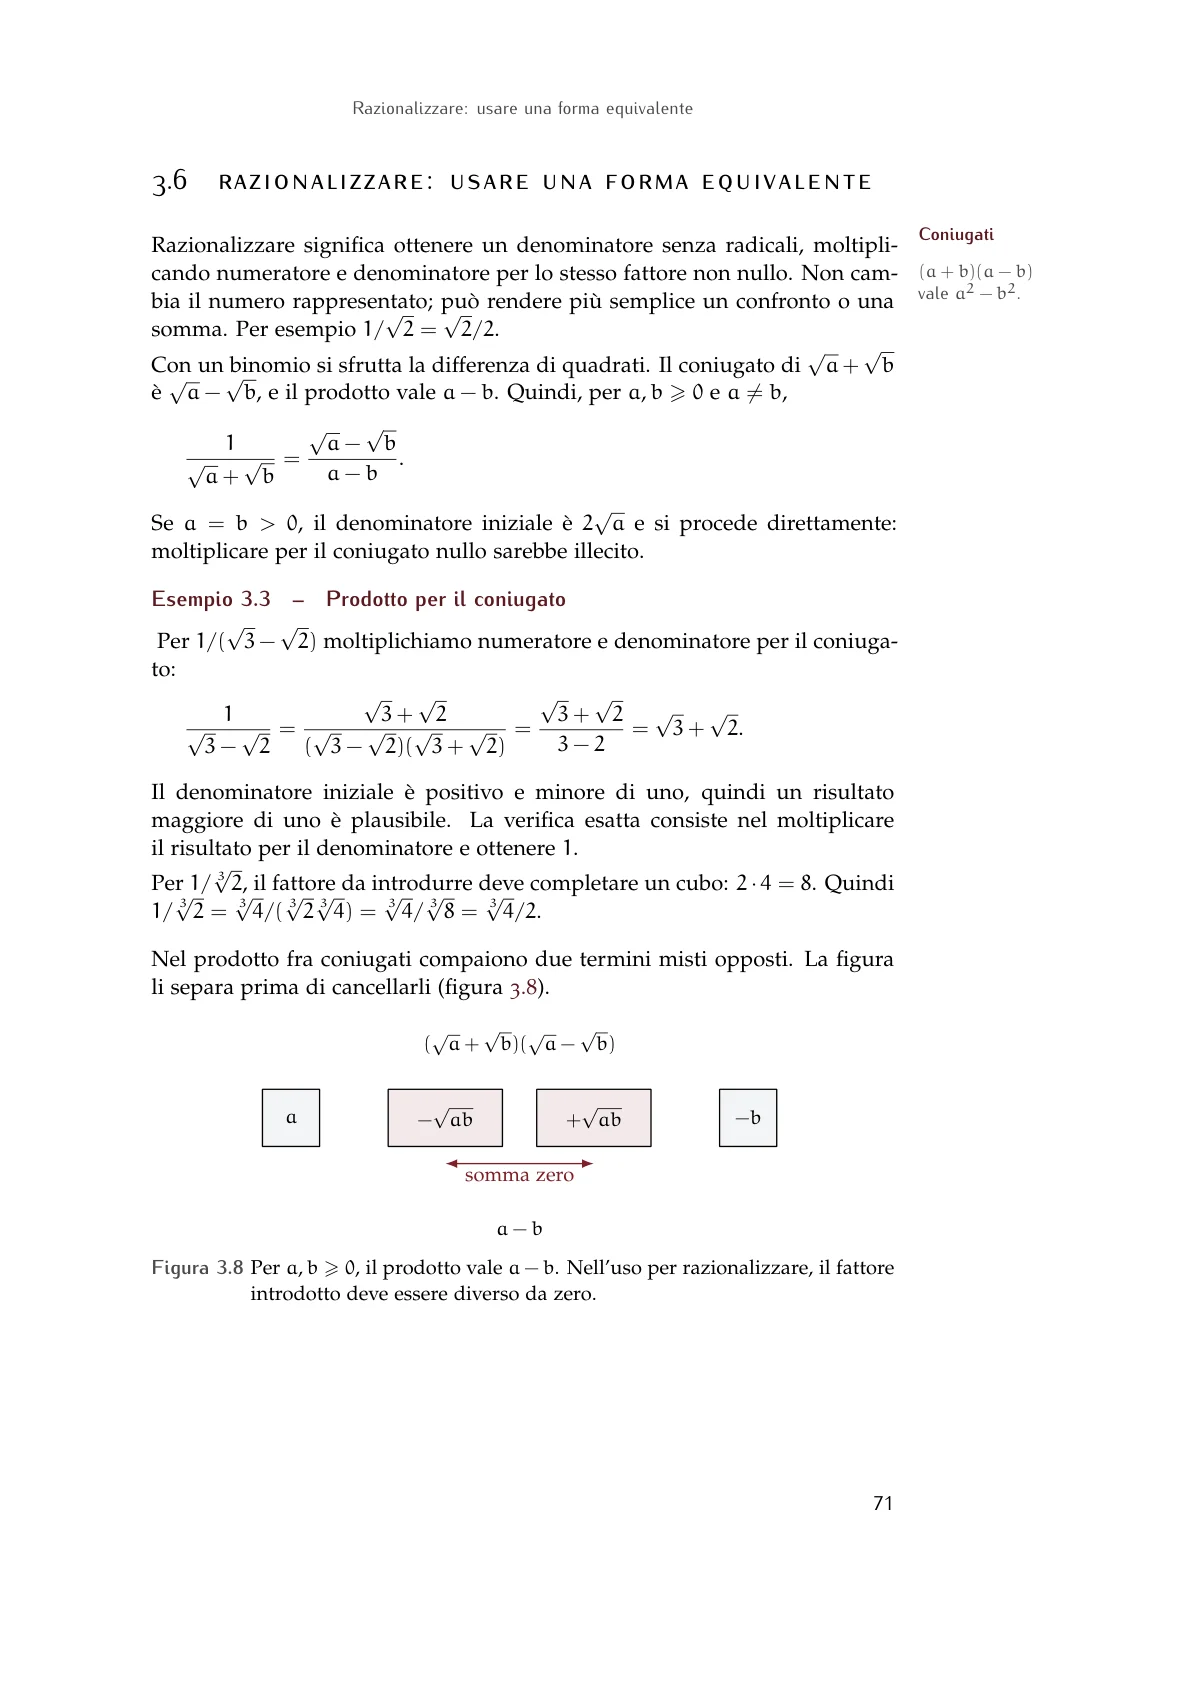 Razionalizzare: usare una forma equivalente
3.6 RAZIONALIZZARE: USARE UNA FORMA EQUIVALENTE
Razionalizzare significa ottenere un denominatore senza radicali, moltipli-
cando numeratore e denominatore per lo stesso fattore non nullo. Non cam-
bia il numero rappresentato; può rendere più semplice un confronto o una
somma. Per esempio 1/√2 = √2/2.
Coniugati
(a + b)(a − b)
vale a² − b².
Con un binomio si sfrutta la differenza di quadrati. Il coniugato di √a + √b
è √a − √b, e il prodotto vale a − b. Quindi, per a, b ⩾ 0 e a ≠ b,
1/(√a + √b) = (√a − √b)/(a − b).
Se a = b > 0, il denominatore iniziale è 2√a e si procede direttamente:
moltiplicare per il coniugato nullo sarebbe illecito.
Esempio 3.3 – Prodotto per il coniugato
Per 1/(√3 − √2) moltiplichiamo numeratore e denominatore per il coniuga-
to:
1/(√3 − √2) = (√3 + √2)/((√3 − √2)(√3 + √2)) = (√3 + √2)/(3 − 2) = √3 + √2.
Il denominatore iniziale è positivo e minore di uno, quindi un risultato
maggiore di uno è plausibile. La verifica esatta consiste nel moltiplicare
il risultato per il denominatore e ottenere 1.
Per 1/∛2, il fattore da introdurre deve completare un cubo: 2 · 4 = 8. Quindi
1/∛2 = ∛4/(∛2∛4) = ∛4/∛8 = ∛4/2.
Nel prodotto fra coniugati compaiono due termini misti opposti. La figura
li separa prima di cancellarli (figura 3.8).
(√a + √b)(√a − √b)
a −√ab +√ab −b
somma zero
a − b
Figura 3.8 Per a, b ⩾ 0, il prodotto vale a − b. Nell'uso per razionalizzare, il fattore
introdotto deve essere diverso da zero.
71